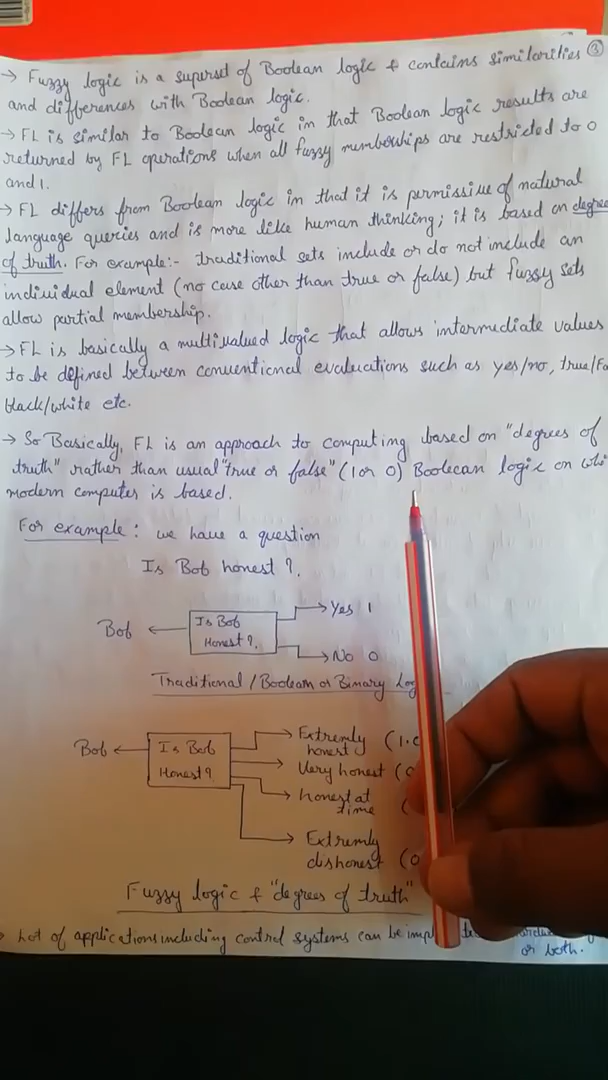 ③
→ Fuzzy logic is a superset of Boolean logic & contains similarities
and differences with Boolean logic.
→ FL is similar to Boolean logic in that Boolean logic results are
returned by FL operations when all fuzzy memberships are restricted to 0
and 1.
→ FL differs from Boolean logic in that it is permissive of natural
language queries and is more like human thinking; it is based on degree
of truth. For example:- traditional sets include or do not include an
individual element (no case other than true or false) but fuzzy sets
allow partial membership.
→ FL is basically a multivalued logic that allows intermediate values
to be defined between conventional evaluations such as yes/no, true/Fa
black/white etc.
→ So Basically, FL is an approach to computing based on "degrees of
truth" rather than usual "true or false" (1 or 0) Boolean logic on whi
modern computer is based.
For example: we have a question
Is Bob honest?
Bob ← Is Bob → Yes 1
Honest?
→ No 0
Traditional / Boolean or Binary Log
Bob ← Is Bob → Extremly (1.
Honest? honest
→ Very honest (0
→ honest at (
time
→ Extremly
dishonest (0
Fuzzy logic & "degrees of truth"
Lot of applications including control systems can be impl
or both.